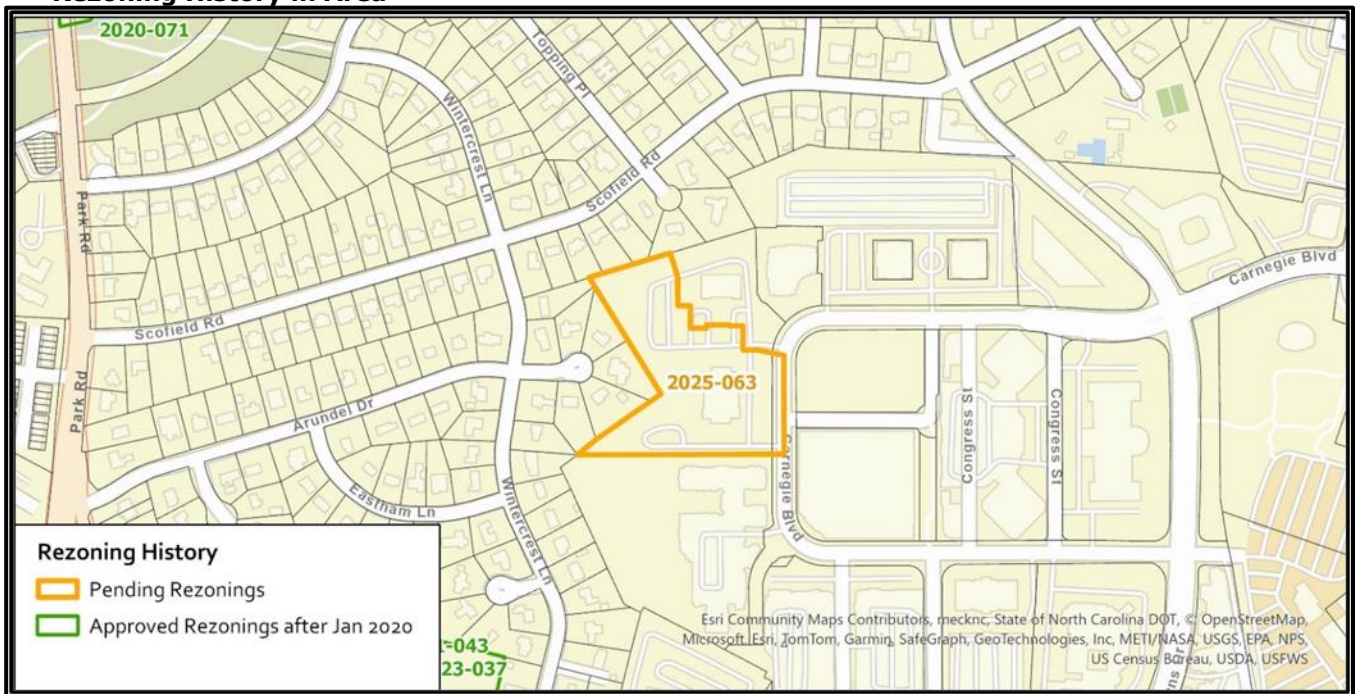 Rezoning History in Area
2020-071
Topping Pl
Wintercrest Ln
Scofield Rd
Park Rd
Carnegie Blvd
Scofield Rd
2025-063
Park Rd
Arundel Dr
Congress St
Congress St
Carnegie Blvd
Eastham Ln
Wintercrest Ln
Rezoning History
Pending Rezonings
Approved Rezonings after Jan 2020
-043
23-037
Esri Community Maps Contributors, mecknc, State of North Carolina DOT, © OpenStreetMap,
Microsoft, Esri, TomTom, Garmin, SafeGraph, GeoTechnologies, Inc, METI/NASA, USGS, EPA, NPS,
US Census Bureau, USDA, USFWS